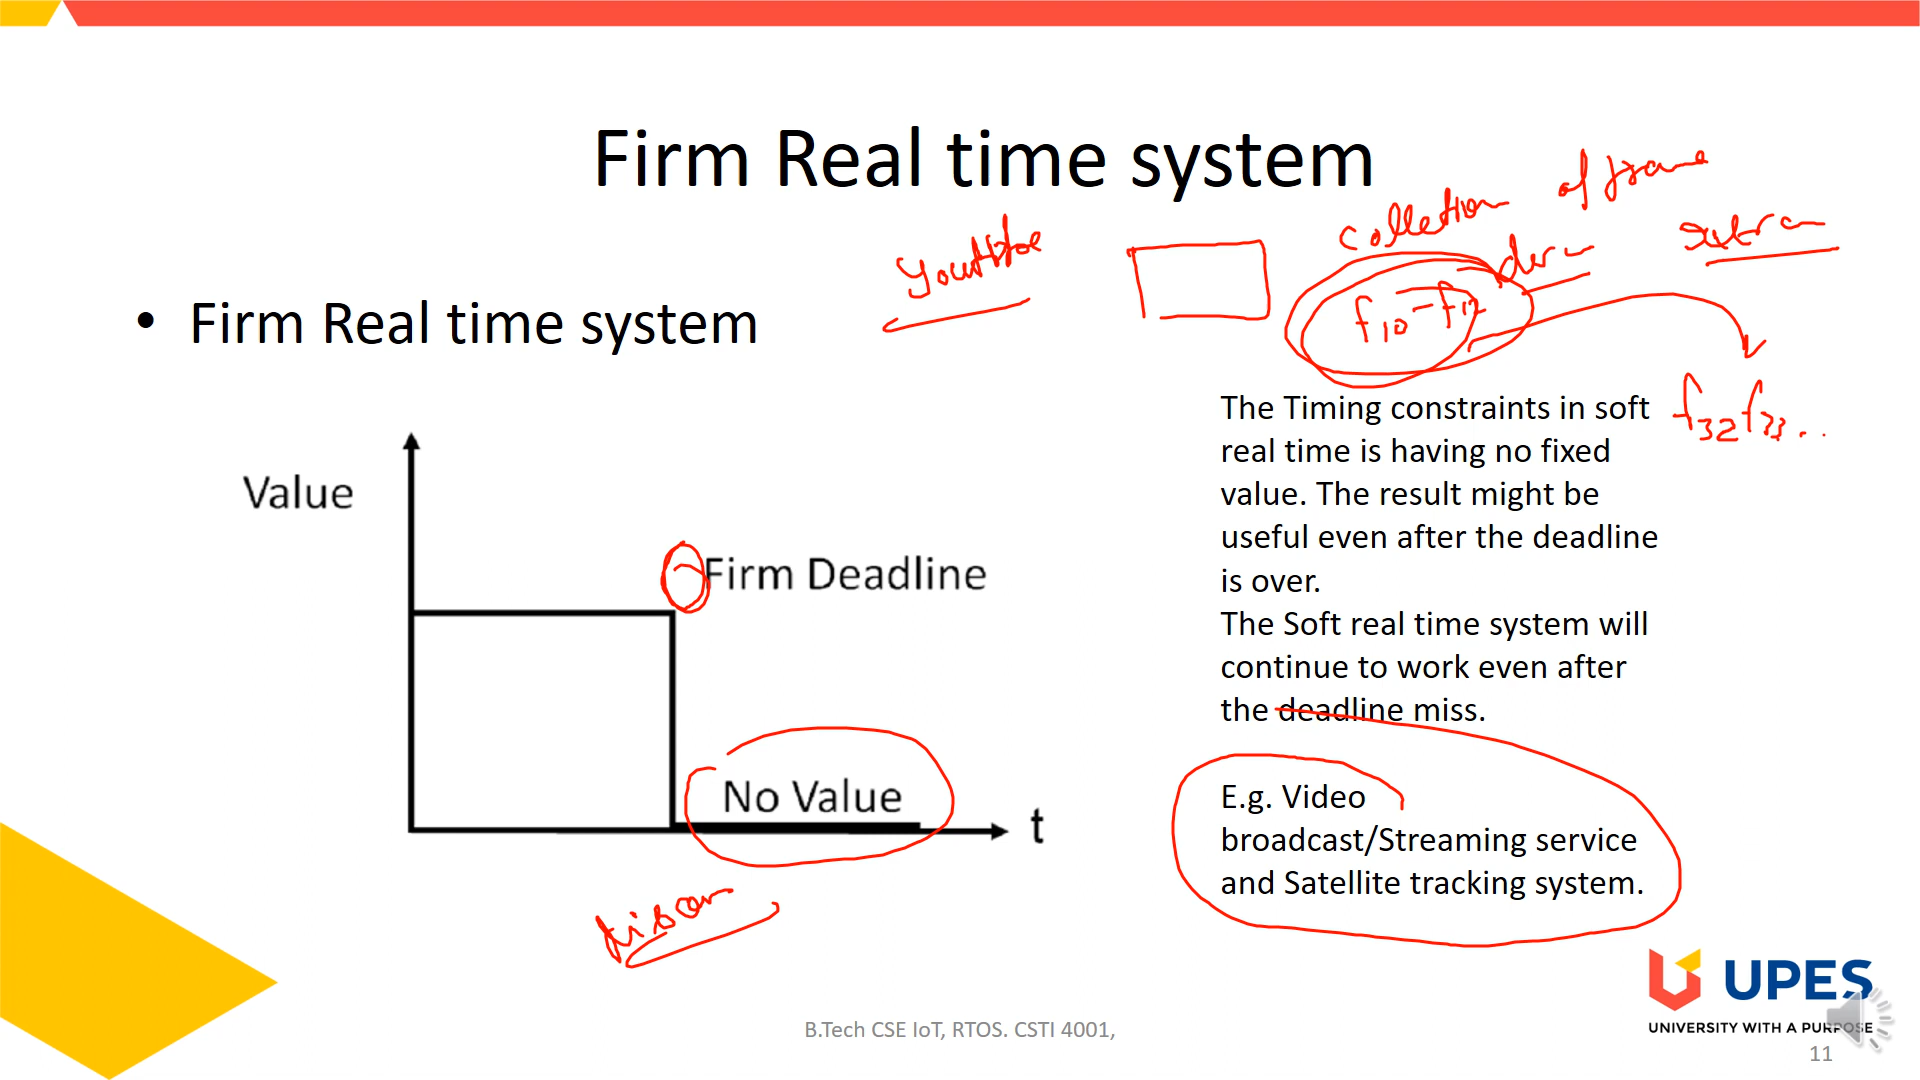 Firm Real time system
collection of frame
Youtube
extra
f10 - f12
• Firm Real time system
f32 f33 . .
The Timing constraints in soft
real time is having no fixed
value. The result might be
useful even after the deadline
is over.
The Soft real time system will
continue to work even after
the deadline miss.
Value
Firm Deadline
No Value
t
E.g. Video
broadcast/Streaming service
and Satellite tracking system.
UPES
UNIVERSITY WITH A PURPOSE
B.Tech CSE IoT, RTOS. CSTI 4001,
11